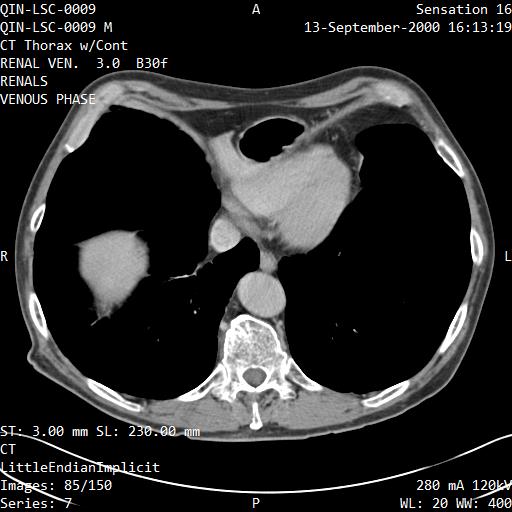 QIN-LSC-0009
A
Sensation 16
QIN-LSC-0009 M
13-September-2000 16:13:19
CT Thorax w/Cont
RENAL VEN. 3.0 B30f
RENALS
VENOUS PHASE
R
L
ST: 3.00 mm SL: 230.00 mm
CT
LittleEndianImplicit
Images: 85/150
280 mA 120kV
Series: 7
P
WL: 20 WW: 400